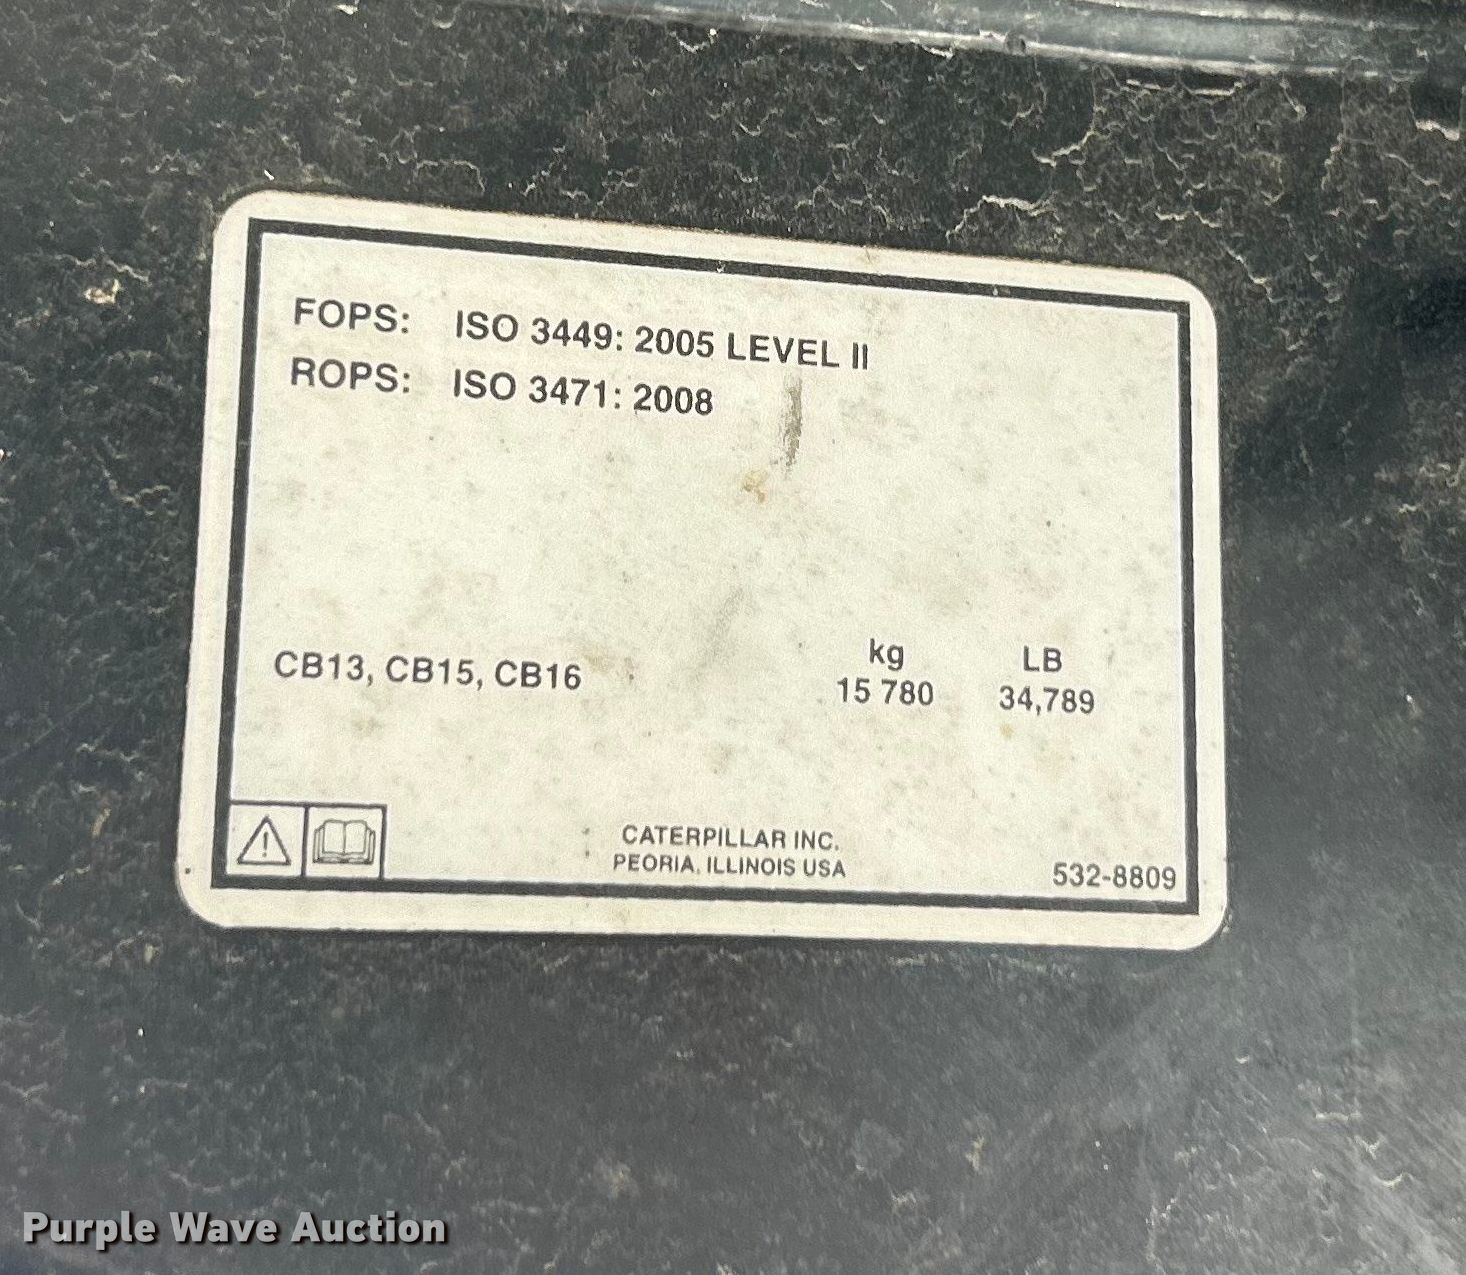 FOPS: ISO 3449: 2005 LEVEL II
ROPS: ISO 3471: 2008
kg LB
CB13, CB15, CB16 15 780 34,789
CATERPILLAR INC.
PEORIA, ILLINOIS USA
532-8809
Purple Wave Auction